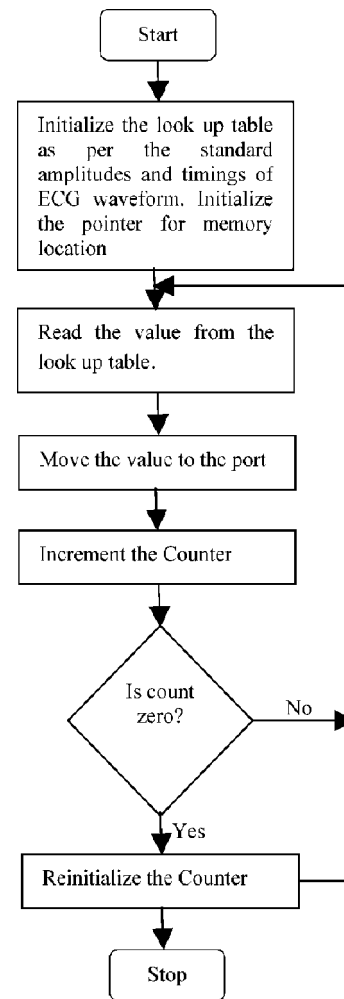 Start
Initialize the look up table
as per the standard
amplitudes and timings of
ECG waveform. Initialize
the pointer for memory
location
Read the value from the
look up table.
Move the value to the port
Increment the Counter
Is count
zero?
No
Yes
Reinitialize the Counter
Stop